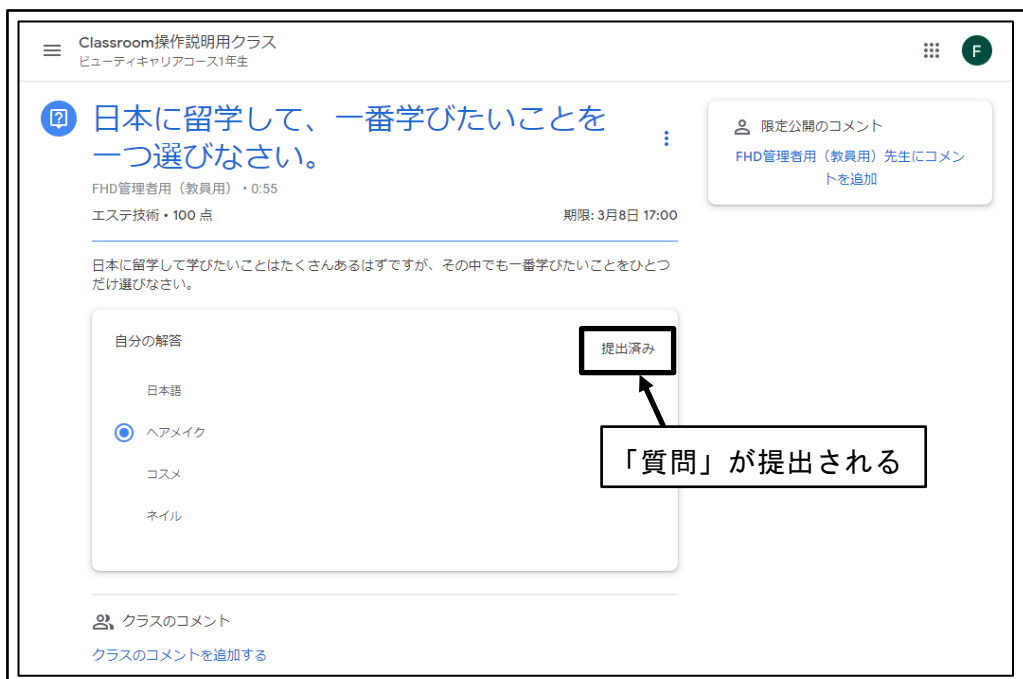 Classroom操作説明用クラス
ビューティキャリアコース1年生
F
日本に留学して、一番学びたいことを
一つ選びなさい。
FHD管理者用（教員用）・0:55
エステ技術・100 点
期限: 3月8日 17:00
日本に留学して学びたいことはたくさんあるはずですが、その中でも一番学びたいことをひとつ
だけ選びなさい。
自分の解答
提出済み
日本語
ヘアメイク
コスメ
ネイル
「質問」が提出される
クラスのコメント
クラスのコメントを追加する
限定公開のコメント
FHD管理者用（教員用）先生にコメン
トを追加